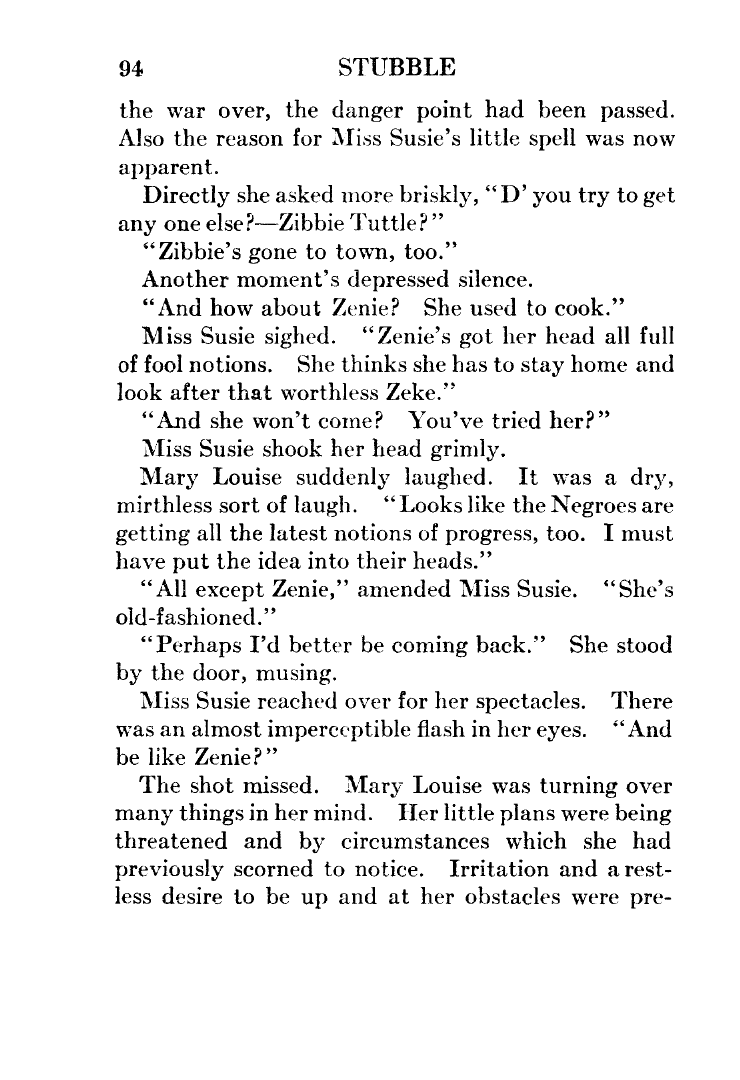 94 STUBBLE
the war over, the danger point had been passed.
Also the reason for Miss Susie's little spell was now
apparent.
Directly she asked more briskly, "D' you try to get
any one else?—Zibbie Tuttle?"
"Zibbie's gone to town, too."
Another moment's depressed silence.
"And how about Zenie? She used to cook."
Miss Susie sighed. "Zenie's got her head all full
of fool notions. She thinks she has to stay home and
look after that worthless Zeke."
"And she won't come? You've tried her?"
Miss Susie shook her head grimly.
Mary Louise suddenly laughed. It was a dry,
mirthless sort of laugh. "Looks like the Negroes are
getting all the latest notions of progress, too. I must
have put the idea into their heads."
"All except Zenie," amended Miss Susie. "She's
old-fashioned."
"Perhaps I'd better be coming back." She stood
by the door, musing.
Miss Susie reached over for her spectacles. There
was an almost imperceptible flash in her eyes. "And
be like Zenie?"
The shot missed. Mary Louise was turning over
many things in her mind. Her little plans were being
threatened and by circumstances which she had
previously scorned to notice. Irritation and a rest-
less desire to be up and at her obstacles were pre-